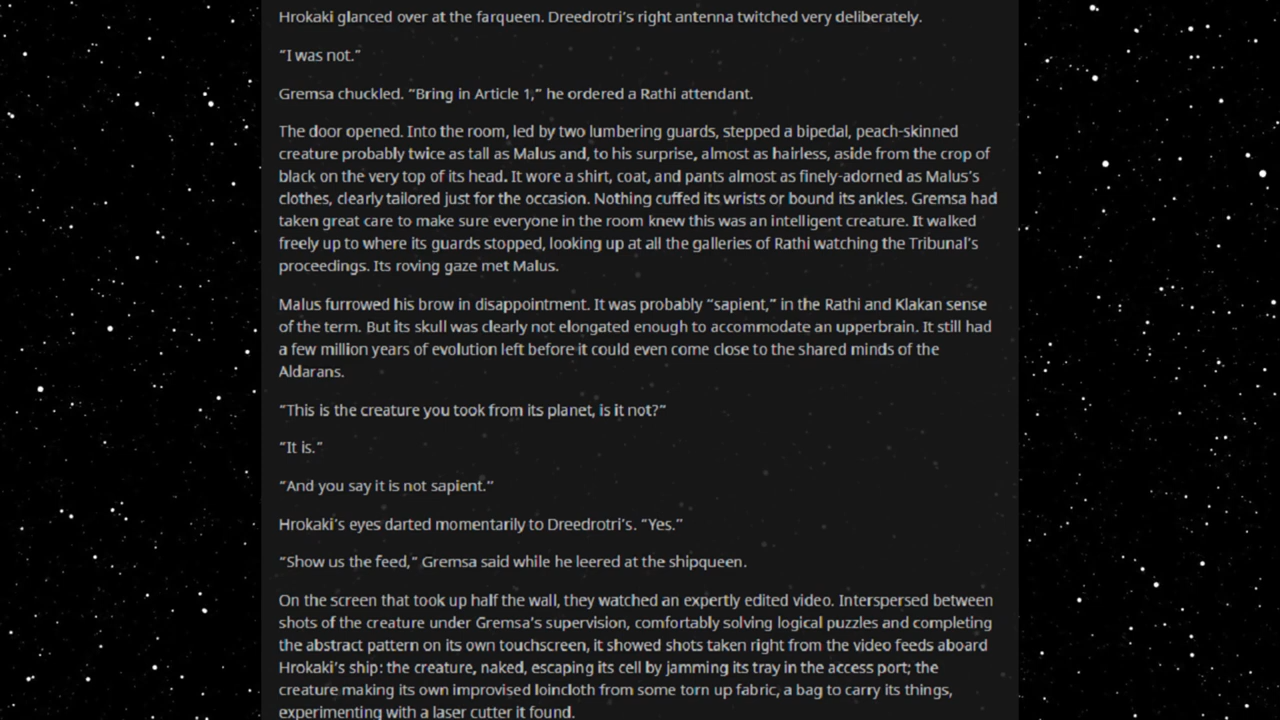 Hrokaki glanced over at the farqueen. Dreedrotri’s right antenna twitched very deliberately.
“I was not.”
Gremsa chuckled. “Bring in Article 1,” he ordered a Rathi attendant.
The door opened. Into the room, led by two lumbering guards, stepped a bipedal, peach-skinned
creature probably twice as tall as Malus and, to his surprise, almost as hairless, aside from the crop of
black on the very top of its head. It wore a shirt, coat, and pants almost as finely-adorned as Malus’s
clothes, clearly tailored just for the occasion. Nothing cuffed its wrists or bound its ankles. Gremsa had
taken great care to make sure everyone in the room knew this was an intelligent creature. It walked
freely up to where its guards stopped, looking up at all the galleries of Rathi watching the Tribunal’s
proceedings. Its roving gaze met Malus.
Malus furrowed his brow in disappointment. It was probably “sapient,” in the Rathi and Klakan sense
of the term. But its skull was clearly not elongated enough to accommodate an upperbrain. It still had
a few million years of evolution left before it could even come close to the shared minds of the
Aldarans.
“This is the creature you took from its planet, is it not?”
“It is.”
“And you say it is not sapient.”
Hrokaki’s eyes darted momentarily to Dreedrotri’s. “Yes.”
“Show us the feed,” Gremsa said while he leered at the shipqueen.
On the screen that took up half the wall, they watched an expertly edited video. Interspersed between
shots of the creature under Gremsa’s supervision, comfortably solving logical puzzles and completing
the abstract pattern on its own touchscreen, it showed shots taken right from the video feeds aboard
Hrokaki’s ship: the creature, naked, escaping its cell by jamming its tray in the access port; the
creature making its own improvised loincloth from some torn up fabric, a bag to carry its things,
experimenting with a laser cutter it found.